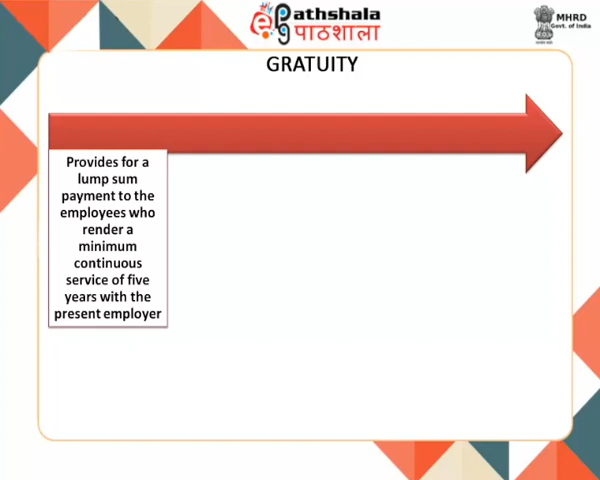 ePathshala
पाठशाला
MHRD
Govt. of India
GRATUITY
Provides for a
lump sum
payment to the
employees who
render a
minimum
continuous
service of five
years with the
present employer